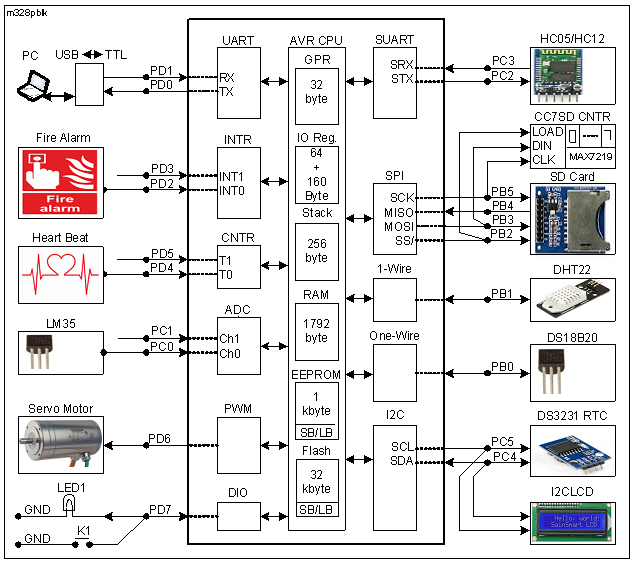 m328pblk
UART
AVR CPU
SUART
HC05/HC12
PC
USB
TTL
GPR
PD1
RX
PD0
TX
32
byte
SRX
STX
PC3
PC2
Fire Alarm
INTR
IO Reg.
64
+
160
Byte
PD3
INT1
PD2
INT0
Fire
alarm
CC7SD CNTR
LOAD
DIN
CLK
MAX7219
SPI
SD Card
SCK
PB5
MISO
PB4
MOSI
PB3
SS/
PB2
Stack
256
byte
Heart Beat
CNTR
PD5
T1
PD4
T0
1-Wire
DHT22
PB1
LM35
ADC
RAM
1792
byte
PC1
Ch1
PC0
Ch0
One-Wire
DS18B20
PB0
EEPROM
1
kbyte
SB/LB
Servo Motor
PWM
PD6
I2C
DS3231 RTC
SCL
PC5
SDA
PC4
Flash
32
kbyte
SB/LB
LED1
GND
PD7
DIO
K1
GND
I2CLCD
Hello, world!
SainSmart LCD